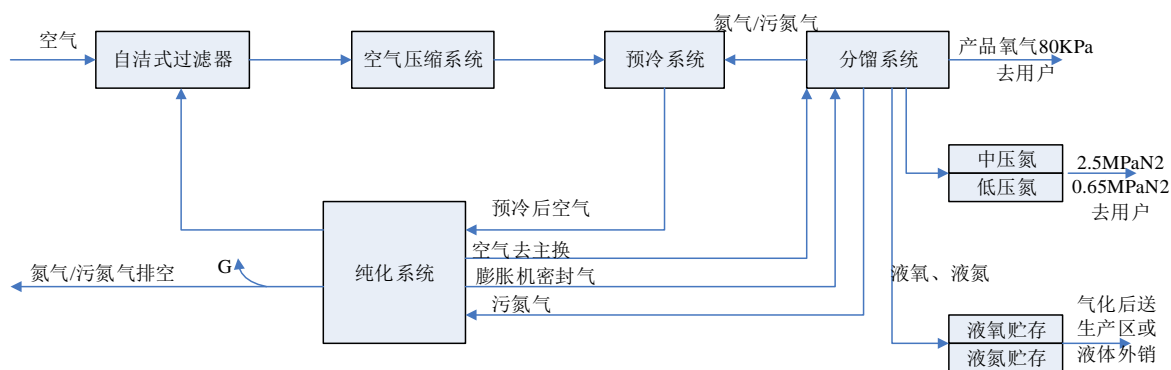 空气
自洁式过滤器
空气压缩系统
预冷系统
氮气/污氮气
分馏系统
产品氧气80KPa
去用户
中压氮
低压氮
2.5MPaN2
0.65MPaN2
去用户
预冷后空气
空气去主换
膨胀机密封气
污氮气
纯化系统
G
氮气/污氮气排空
液氧、液氮
液氧贮存
液氮贮存
气化后送
生产区或
液体外销